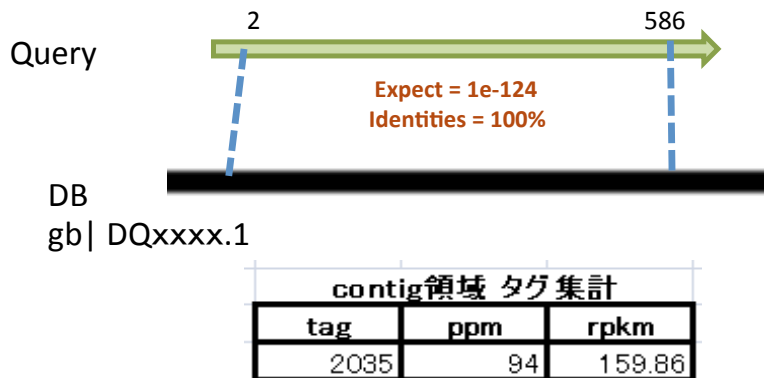 2 586
Query
Expect = 1e-124
Identities = 100%
DB
gb| DQxxxx.1
contig領域 タグ集計
tag ppm rpkm
2035 94 159.86